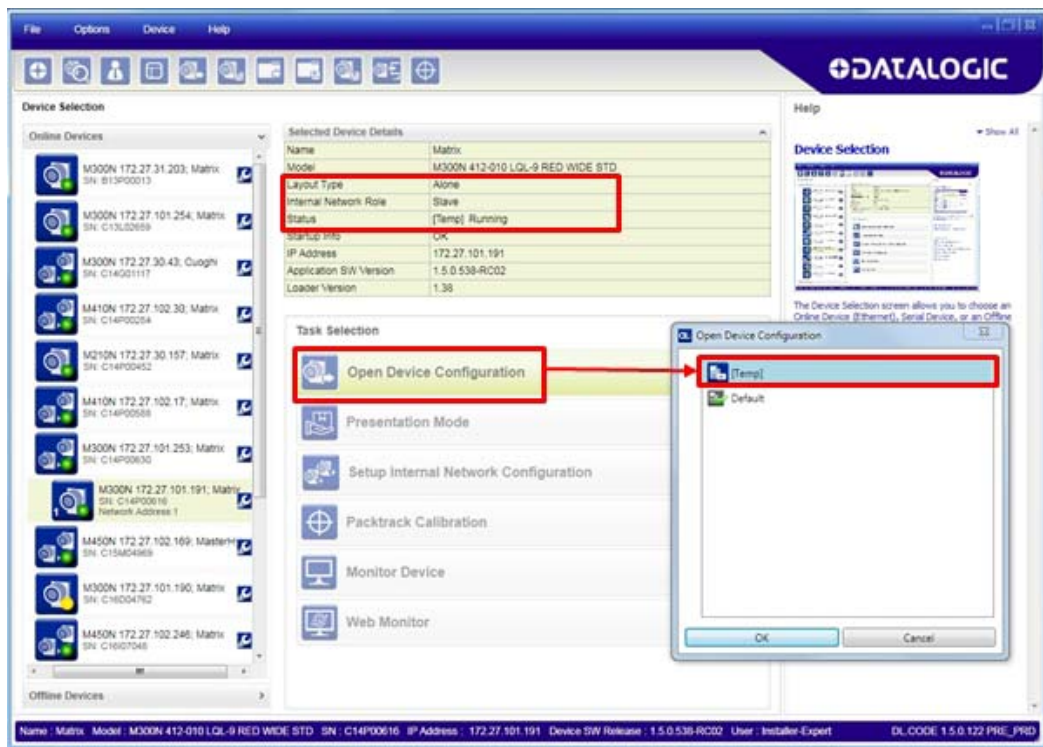 File Options Device Help
DATALOGIC
Device Selection
Online Devices
M300N 172.27.31.203; Matrix
SN: B13P00013
M300N 172.27.101.254; Matrix
SN: C13L02659
M300N 172.27.30.43; Cuoghi
SN: C14G01117
M410N 172.27.102.30; Matrix
SN: C14P00264
M210N 172.27.30.157; Matrix
SN: C14P00452
M410N 172.27.102.17; Matrix
SN: C14P00588
M300N 172.27.101.253; Matrix
SN: C14P00630
M300N 172.27.101.191; Matrix
SN: C14P00616
Network Address 1
1
M450N 172.27.102.169;
SN: C15M04969
M300N 172.27.101.190; Matrix
SN: C16D04762
M450N 172.27.102.246; Matrix
SN: C16I07046
Offline Devices
Selected Device Details
Name Matrix
Model M300N 412-010 LQL-9 RED WIDE STD
Layout Type Alone
Internal Network Role Slave
Status [Temp] Running
Startup Info OK
IP Address 172.27.101.191
Application SW Version 1.5.0.538-RC02
Loader Version 1.38
Task Selection
Open Device Configuration
Presentation Mode
Setup Internal Network Configuration
Packtrack Calibration
Monitor Device
Web Monitor
Help
Show All
Device Selection
The Device Selection screen allows you to choose an
Online Device (Ethernet), Serial Device, or an Offline
Open Device Configuration
[Temp]
Default
OK Cancel
Name : Matrix Model : M300N 412-010 LQL-9 RED WIDE STD SN : C14P00616 IP Address : 172.27.101.191 Device SW Release : 1.5.0.538-RC02 User : Installer-Expert DL.CODE 1.5.0.122 PRE_PRD